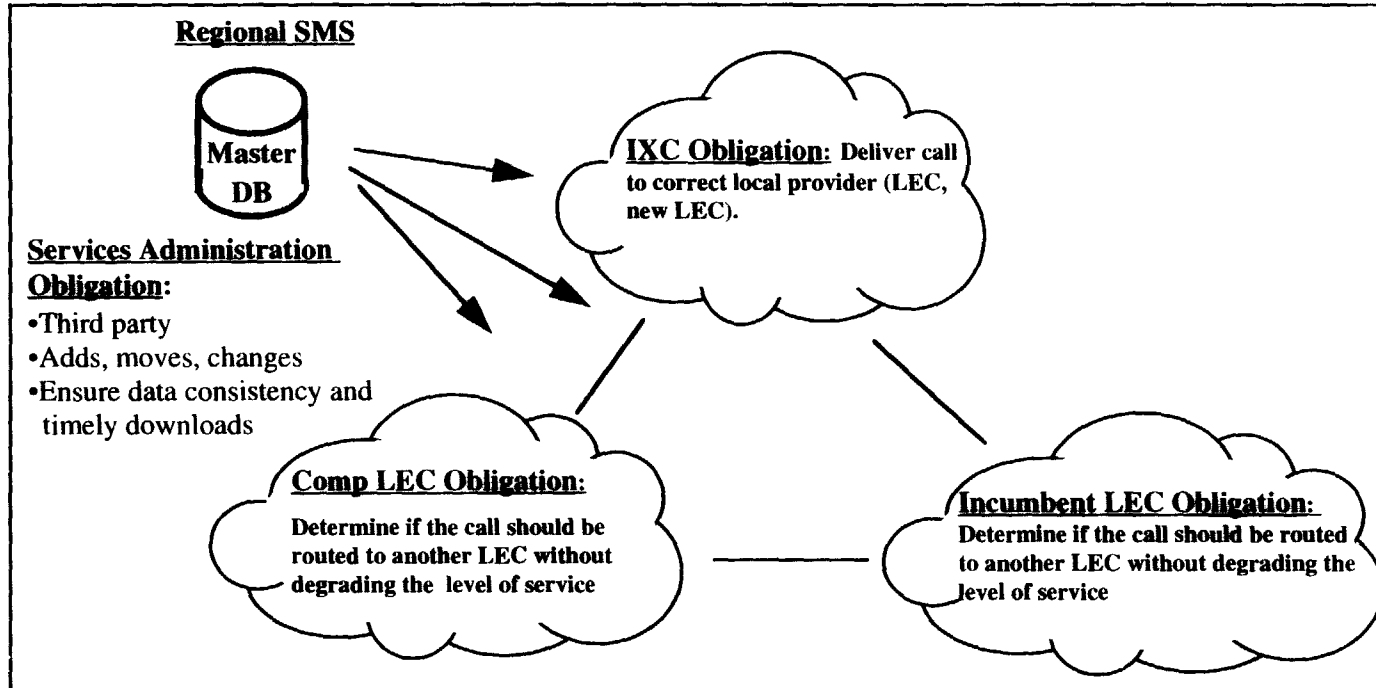 Regional SMS
Master
DB
IXC Obligation: Deliver call
to correct local provider (LEC,
new LEC).
Services Administration
Obligation:
•Third party
•Adds, moves, changes
•Ensure data consistency and
timely downloads
Comp LEC Obligation:
Determine if the call should be
routed to another LEC without
degrading the level of service
Incumbent LEC Obligation:
Determine if the call should be routed
to another LEC without degrading the
level of service